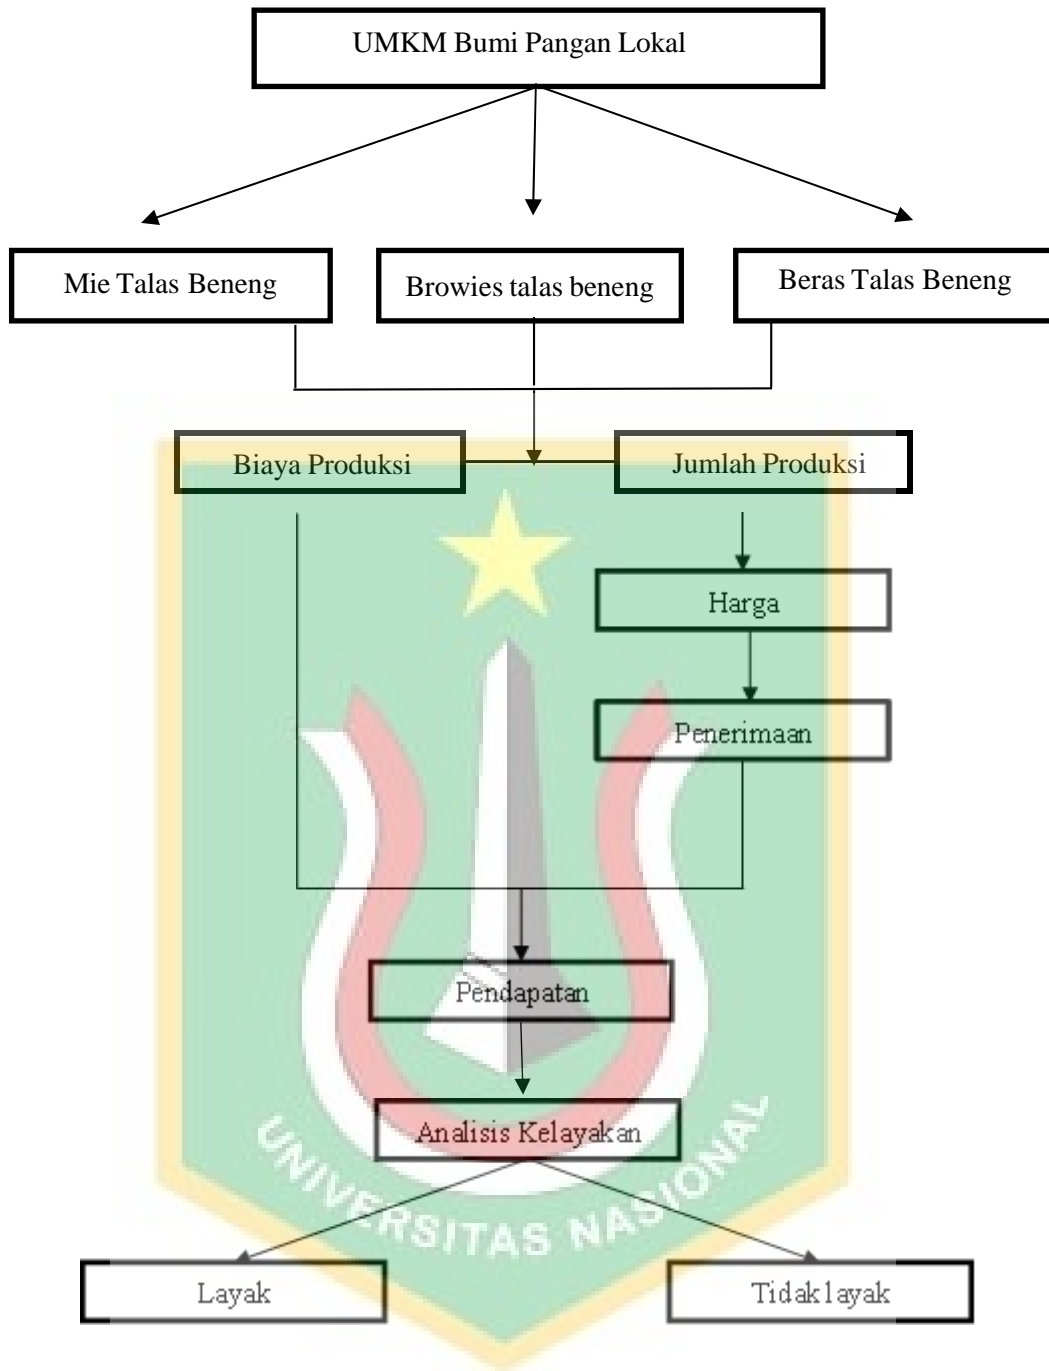 UMKM Bumi Pangan Lokal
Mie Talas Beneng
Browies talas beneng
Beras Talas Beneng
Biaya Produksi
Jumlah Produksi
Harga
Penerimaan
Pendapatan
Analisis Kelayakan
UNIVERSITAS NASIONAL
Layak
Tidak layak